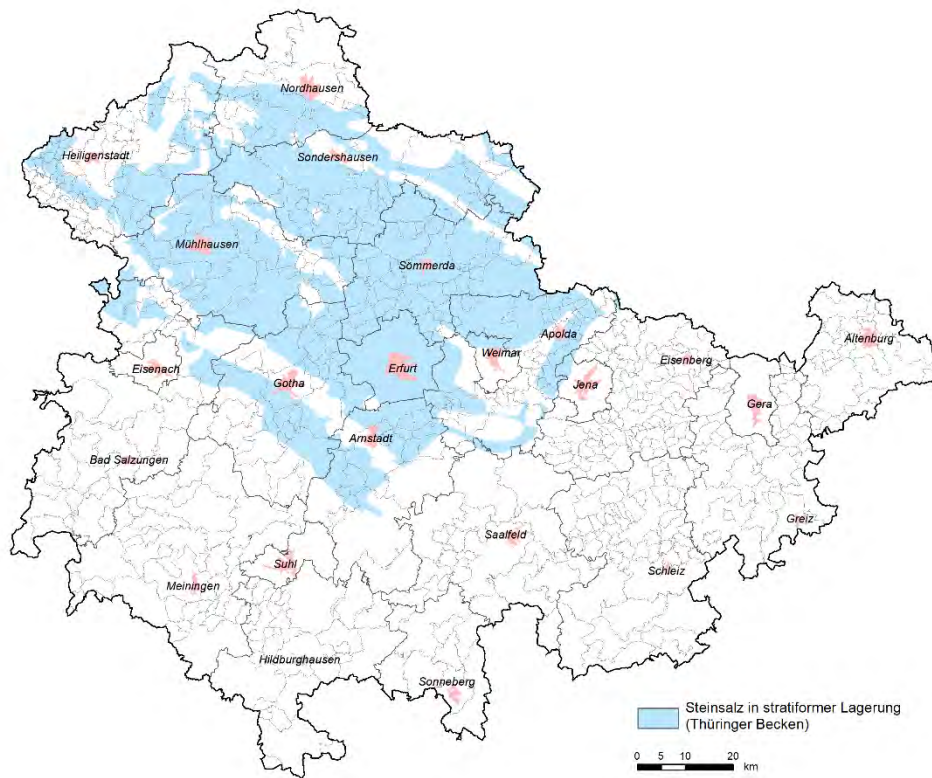 Nordhausen
Heiligenstadt
Sondershausen
Mühlhausen
Sömmerda
Apolda
Altenburg
Weimar
Eisenberg
Eisenach
Erfurt
Gotha
Jena
Gera
Arnstadt
Bad Salzungen
Greiz
Saalfeld
Suhl
Schleiz
Meiningen
Hildburghausen
Sonneberg
Steinsalz in stratiformer Lagerung
(Thüringer Becken)
0 5 10 20
km